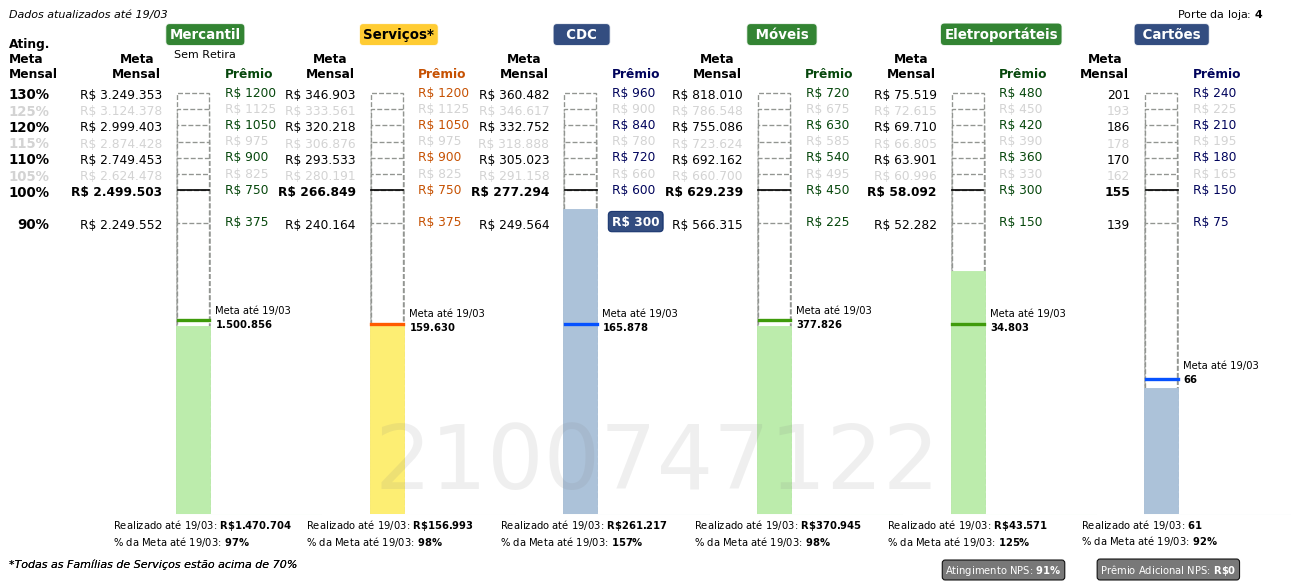 Dados atualizados até 19/03
Porte da loja: 4
Mercantil Serviços* CDC Móveis Eletroportáteis Cartões
Sem Retira
Ating. Meta Mensal
Meta Mensal Prêmio Meta Mensal Prêmio Meta Mensal Prêmio Meta Mensal Prêmio Meta Mensal Prêmio Meta Mensal Prêmio
130% R$ 3.249.353 R$ 1200 R$ 346.903 R$ 1200 R$ 360.482 R$ 960 R$ 818.010 R$ 720 R$ 75.519 R$ 480 201 R$ 240
125% R$ 3.124.378 R$ 1125 R$ 333.561 R$ 1125 R$ 346.617 R$ 900 R$ 786.548 R$ 675 R$ 72.615 R$ 450 193 R$ 225
120% R$ 2.999.403 R$ 1050 R$ 320.218 R$ 1050 R$ 332.752 R$ 840 R$ 755.086 R$ 630 R$ 69.710 R$ 420 186 R$ 210
115% R$ 2.874.428 R$ 975 R$ 306.876 R$ 975 R$ 318.888 R$ 780 R$ 723.624 R$ 585 R$ 66.805 R$ 390 178 R$ 195
110% R$ 2.749.453 R$ 900 R$ 293.533 R$ 900 R$ 305.023 R$ 720 R$ 692.162 R$ 540 R$ 63.901 R$ 360 170 R$ 180
105% R$ 2.624.478 R$ 825 R$ 280.191 R$ 825 R$ 291.158 R$ 660 R$ 660.700 R$ 495 R$ 60.996 R$ 330 162 R$ 165
100% R$ 2.499.503 R$ 750 R$ 266.849 R$ 750 R$ 277.294 R$ 600 R$ 629.239 R$ 450 R$ 58.092 R$ 300 155 R$ 150
90% R$ 2.249.552 R$ 375 R$ 240.164 R$ 375 R$ 249.564 R$ 300 R$ 566.315 R$ 225 R$ 52.282 R$ 150 139 R$ 75
Meta até 19/03 Meta até 19/03 Meta até 19/03 Meta até 19/03 Meta até 19/03
1.500.856 159.630 165.878 377.826 34.803
Meta até 19/03
66
2100747122
Realizado até 19/03: R$1.470.704 Realizado até 19/03: R$156.993 Realizado até 19/03: R$261.217 Realizado até 19/03: R$370.945 Realizado até 19/03: R$43.571 Realizado até 19/03: 61
% da Meta até 19/03: 97% % da Meta até 19/03: 98% % da Meta até 19/03: 157% % da Meta até 19/03: 98% % da Meta até 19/03: 125% % da Meta até 19/03: 92%
*Todas as Famílias de Serviços estão acima de 70%
Atingimento NPS: 91% Prêmio Adicional NPS: R$0